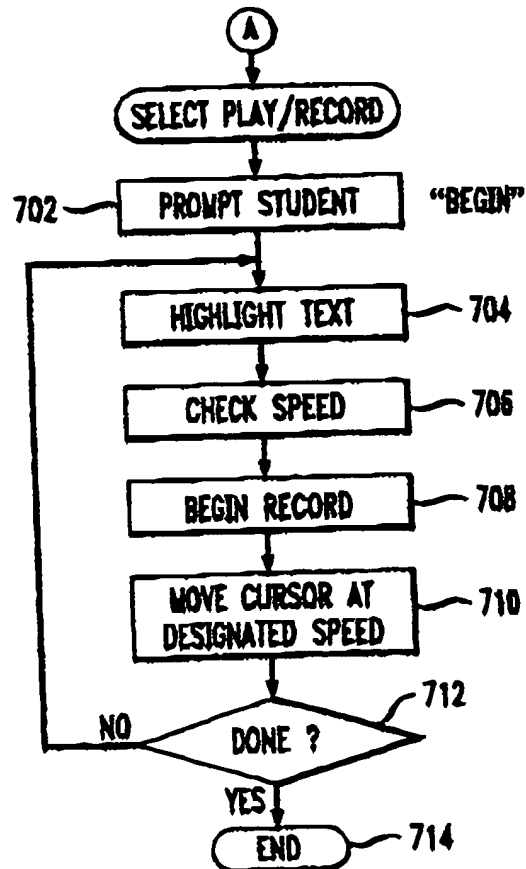 A
SELECT PLAY/RECORD
702 PROMPT STUDENT "BEGIN"
HIGHLIGHT TEXT 704
CHECK SPEED 706
BEGIN RECORD 708
MOVE CURSOR AT
DESIGNATED SPEED 710
712
NO DONE ?
YES
END 714